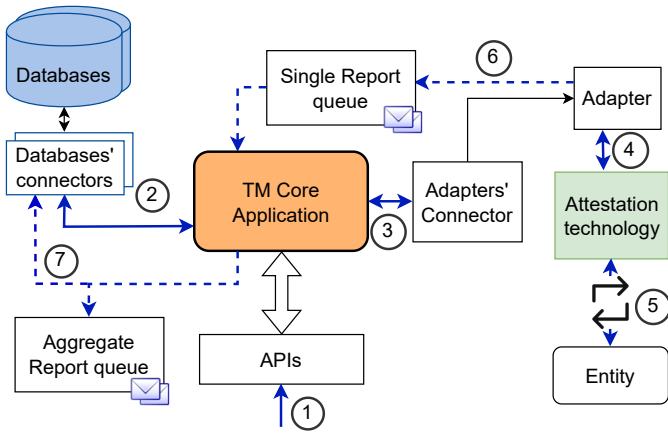 6
Databases
Single Report
queue
Adapter
Databases'
connectors
2
TM Core
Application
3
Adapters'
Connector
4
Attestation
technology
7
5
Aggregate
Report queue
APIs
Entity
1